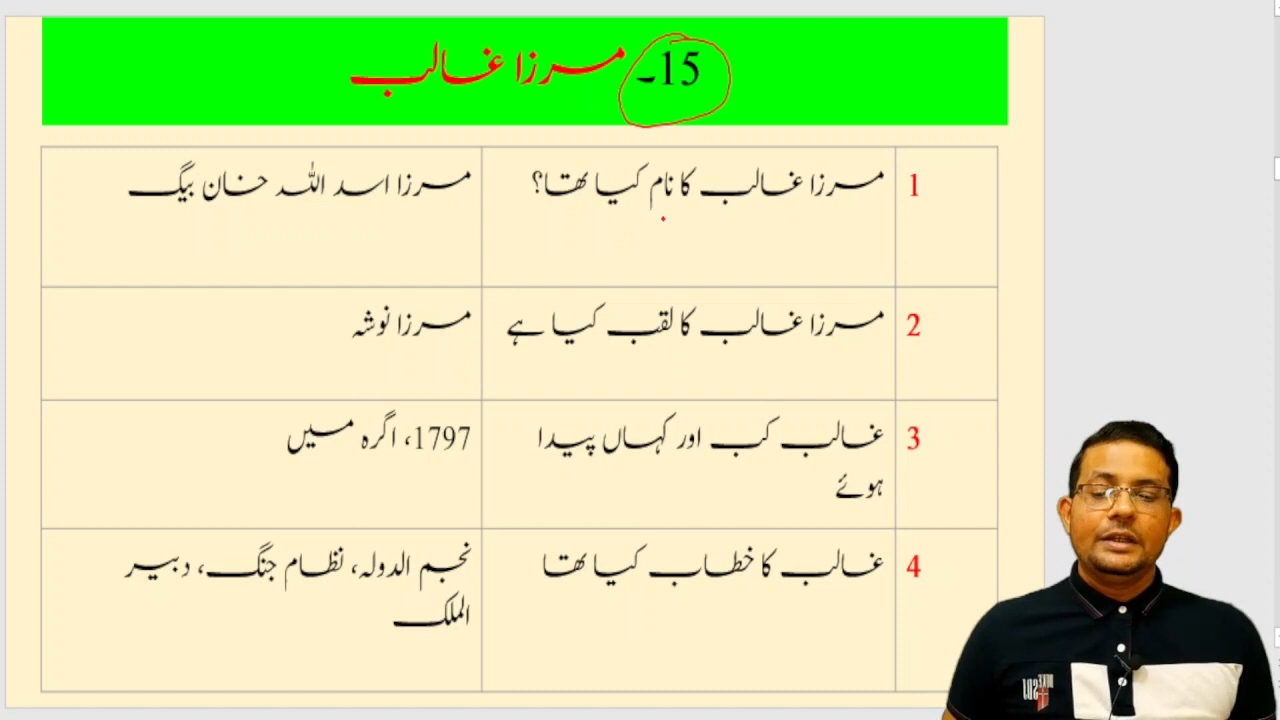 15۔ مرزا غالب
1 مرزا غالب کا نام کیا تھا؟ مرزا اسد اللہ خان بیگ
2 مرزا غالب کا لقب کیا ہے مرزا نوشہ
3 غالب کب اور کہاں پیدا 1797، اگرہ میں
ہوئے
4 غالب کا خطاب کیا تھا نجم الدولہ، نظام جنگ، دبیر
الملک